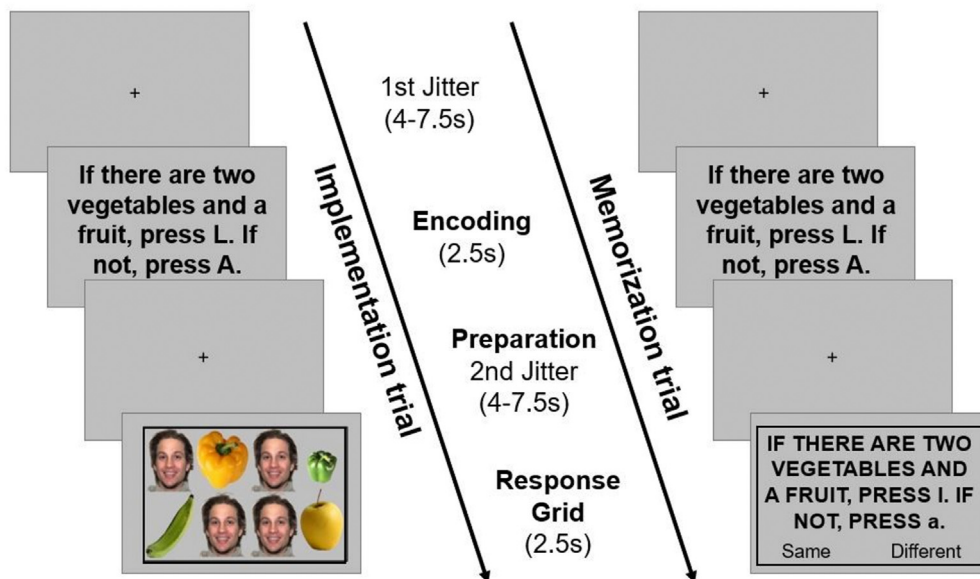 +
If there are two
vegetables and a
fruit, press L. If
not, press A.
+
Implementation trial
1st Jitter
(4-7.5s)
Encoding
(2.5s)
Preparation
2nd Jitter
(4-7.5s)
Response
Grid
(2.5s)
Memorization trial
+
If there are two
vegetables and a
fruit, press L. If
not, press A.
+
IF THERE ARE TWO
VEGETABLES AND
A FRUIT, PRESS l. IF
NOT, PRESS a.
Same Different